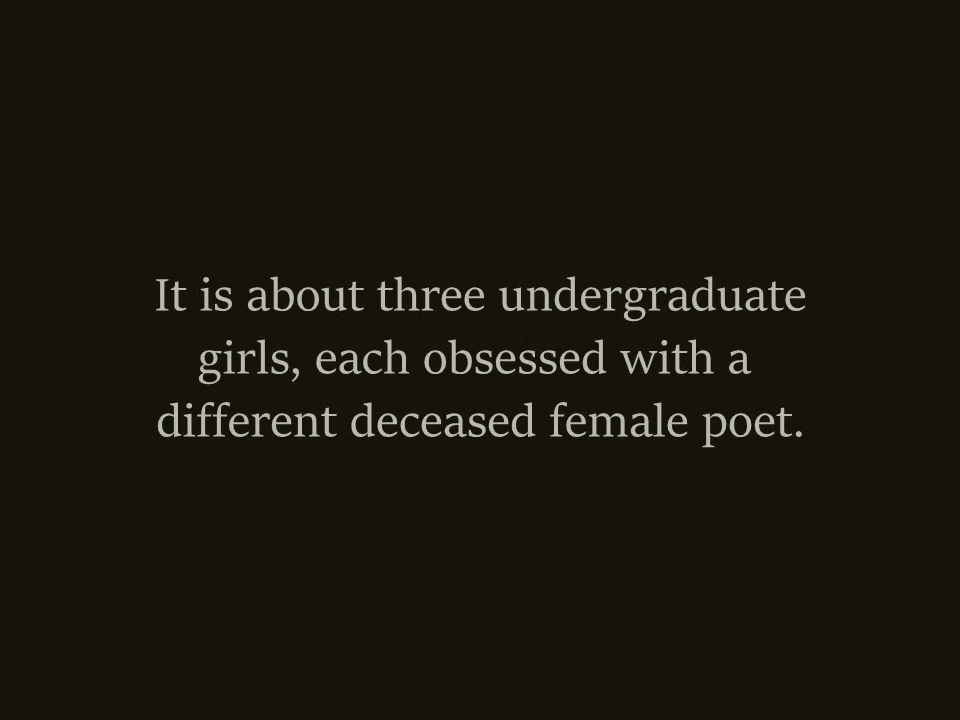 It is about three undergraduate
girls, each obsessed with a
different deceased female poet.